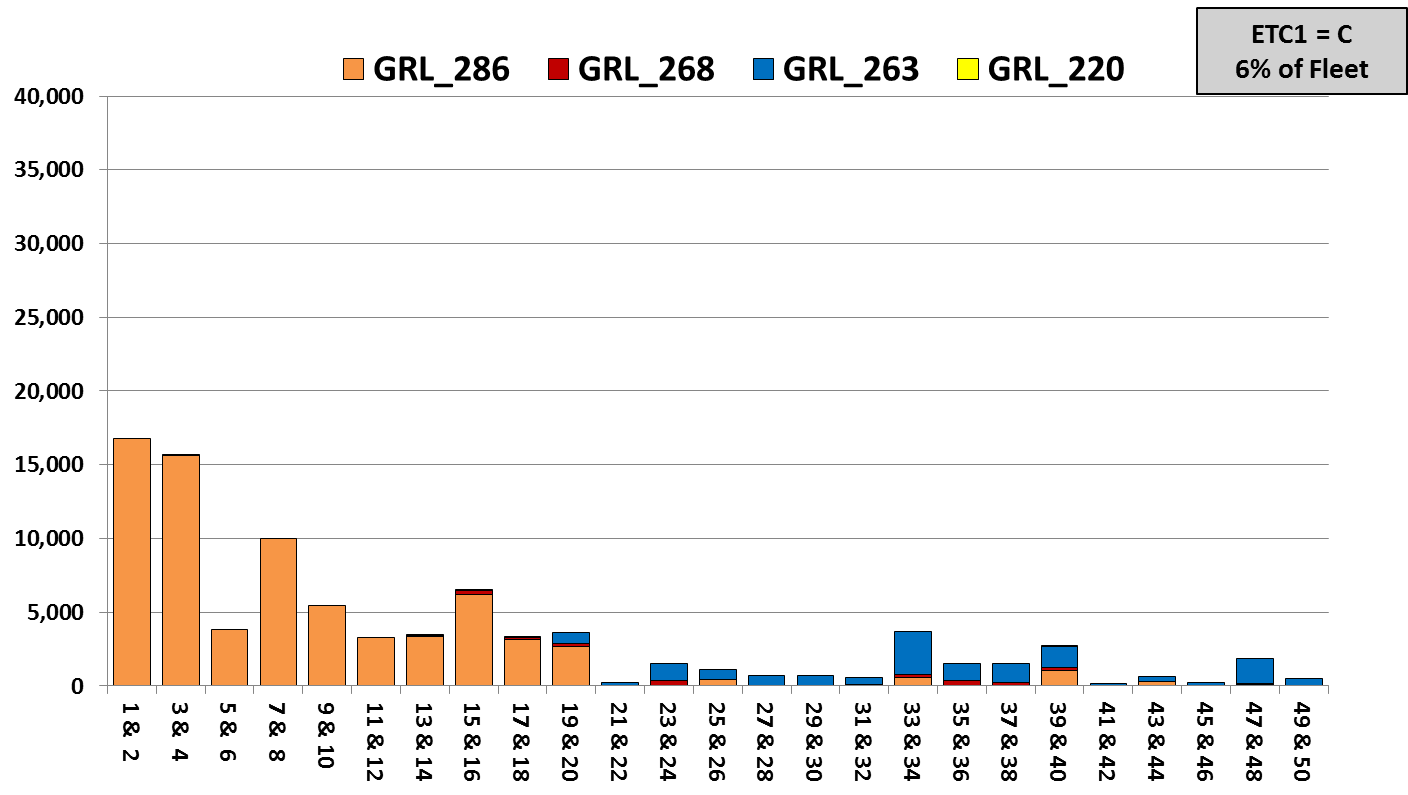 ETC1 = C
6% of Fleet
GRL_286 GRL_268 GRL_263 GRL_220
40,000
35,000
30,000
25,000
20,000
15,000
10,000
5,000
0
1 & 2
3 & 4
5 & 6
7 & 8
9 & 10
11 & 12
13 & 14
15 & 16
17 & 18
19 & 20
21 & 22
23 & 24
25 & 26
27 & 28
29 & 30
31 & 32
33 & 34
35 & 36
37 & 38
39 & 40
41 & 42
43 & 44
45 & 46
47 & 48
49 & 50